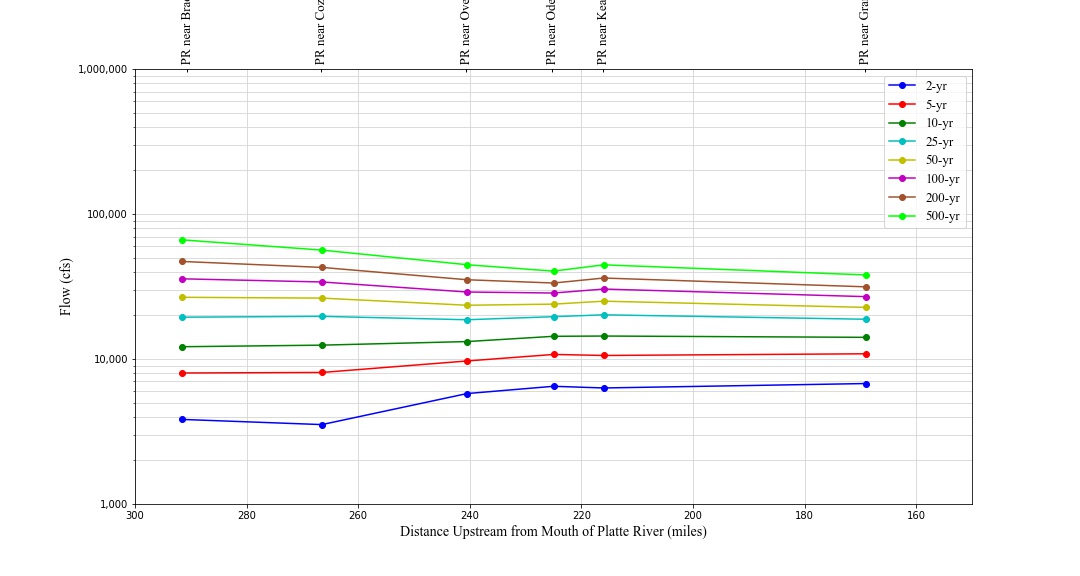 PR near Brad
PR near Coz
PR near Ove
PR near Ode
PR near Kea
PR near Gra
1,000,000
100,000
10,000
1,000
Flow (cfs)
2-yr
5-yr
10-yr
25-yr
50-yr
100-yr
200-yr
500-yr
300 280 260 240 220 200 180 160
Distance Upstream from Mouth of Platte River (miles)